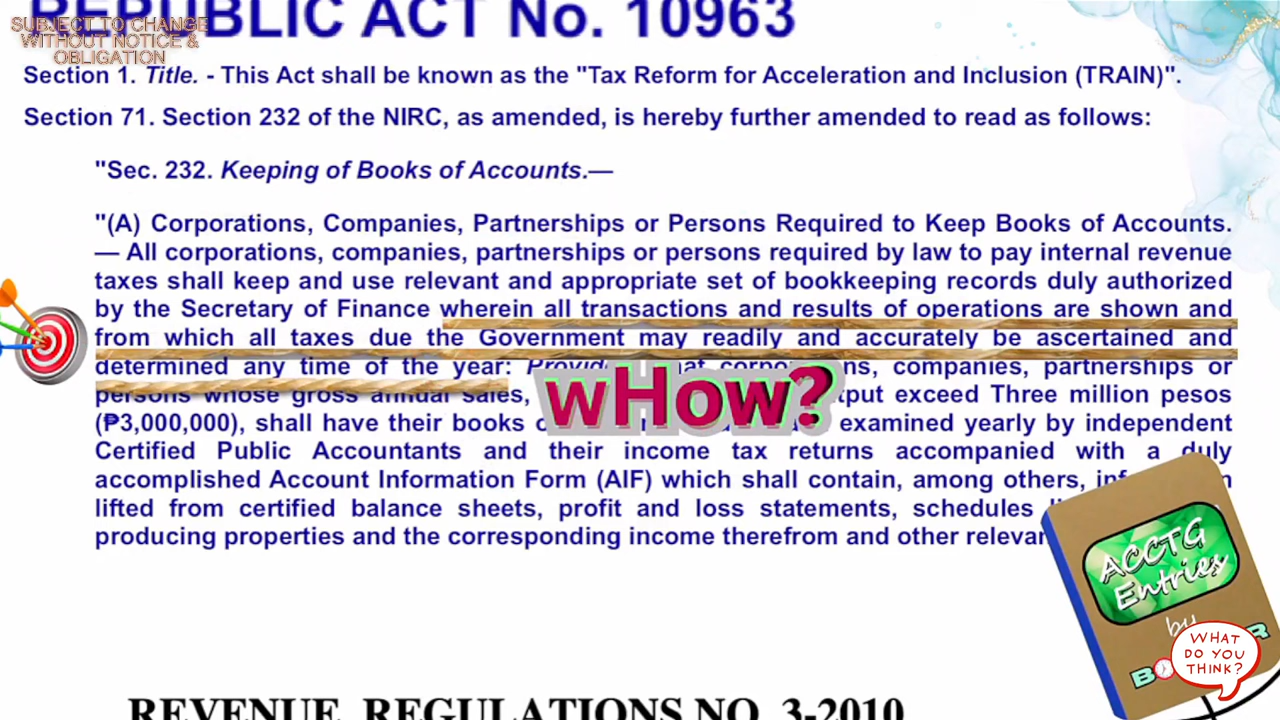 REPUBLIC ACT No. 10963
SUBJECT TO CHANGE
WITHOUT NOTICE &
OBLIGATION
Section 1. Title. - This Act shall be known as the "Tax Reform for Acceleration and Inclusion (TRAIN)".
Section 71. Section 232 of the NIRC, as amended, is hereby further amended to read as follows:
"Sec. 232. Keeping of Books of Accounts.—
"(A) Corporations, Companies, Partnerships or Persons Required to Keep Books of Accounts.
— All corporations, companies, partnerships or persons required by law to pay internal revenue
taxes shall keep and use relevant and appropriate set of bookkeeping records duly authorized
by the Secretary of Finance wherein all transactions and results of operations are shown and
from which all taxes due the Government may readily and accurately be ascertained and
determined any time of the year: companies, partnerships or
persons whose gross annual sales, exceed Three million pesos
(₱3,000,000), shall have their books examined yearly by independent
Certified Public Accountants and their income tax returns accompanied with a duly
accomplished Account Information Form (AIF) which shall contain, among others,
lifted from certified balance sheets, profit and loss statements, schedules
producing properties and the corresponding income therefrom and other
wHow?
ACCTG
Entries
by
WHAT
DO YOU
THINK?
REVENUE REGULATIONS NO. 3-2010